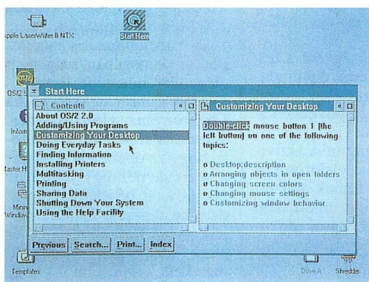 LaserWriter II NTX
Start Here
OS/2
Start Here
Contents
About OS/2 2.0
Adding/Using Programs
Customizing Your Desktop
Doing Everyday Tasks
Finding Information
Installing Printers
Multitasking
Printing
Sharing Data
Shutting Down Your System
Using the Help Facility
Customizing Your Desktop
Double-click mouse button 1 (the
left button) on one of the following
topics:
o Desktop:description
o Arranging objects in open folders
o Changing screen colors
o Changing mouse settings
o Customizing window behavior
Previous
Search...
Print...
Index
Templates
Drive A
Shredder